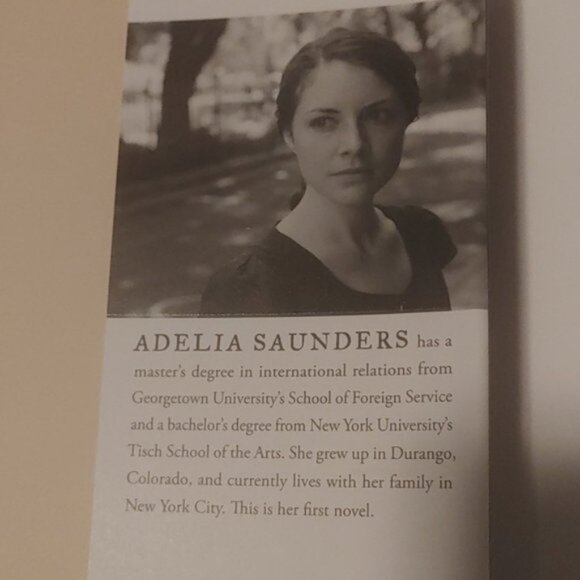 ADELIA SAUNDERS has a
master's degree in international relations from
Georgetown University's School of Foreign Service
and a bachelor's degree from New York University's
Tisch School of the Arts. She grew up in Durango,
Colorado, and currently lives with her family in
New York City. This is her first novel.